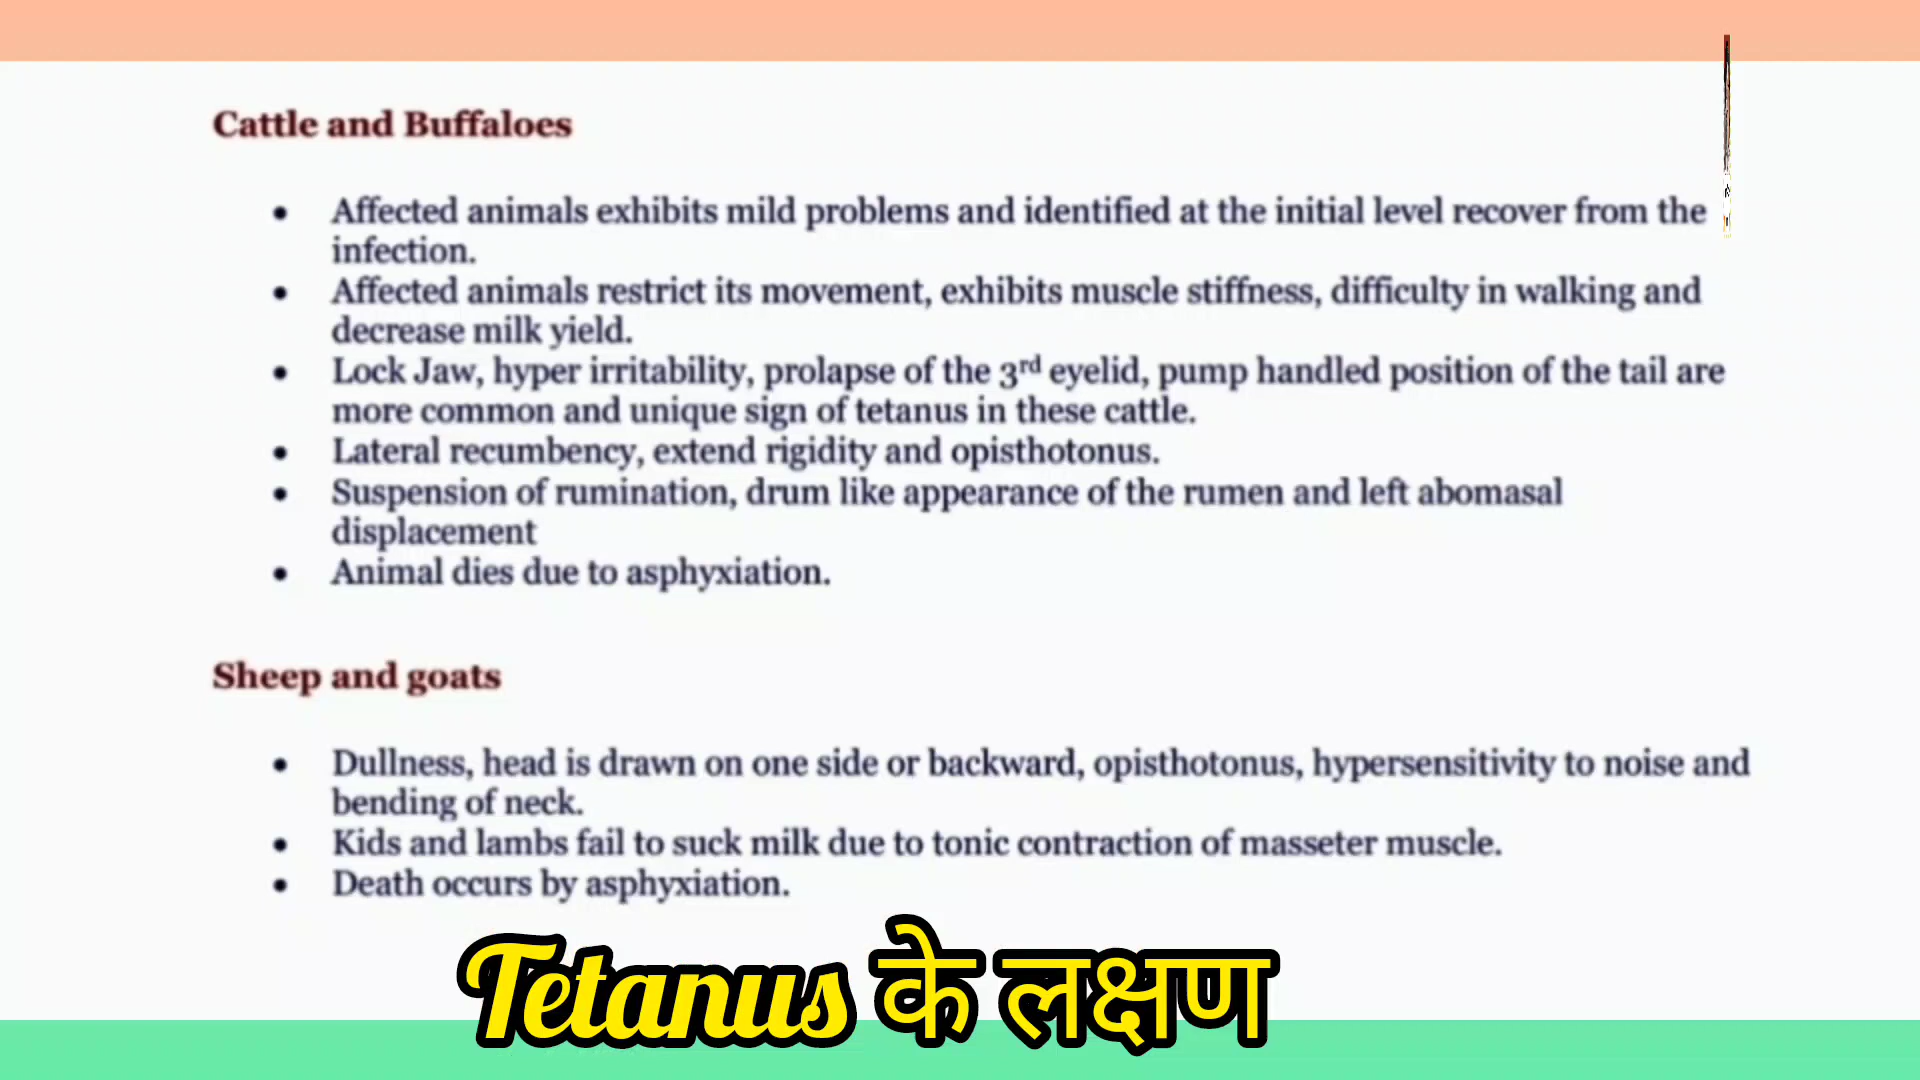 Cattle and Buffaloes
• Affected animals exhibits mild problems and identified at the initial level recover from the
infection.
• Affected animals restrict its movement, exhibits muscle stiffness, difficulty in walking and
decrease milk yield.
• Lock Jaw, hyper irritability, prolapse of the 3rd eyelid, pump handled position of the tail are
more common and unique sign of tetanus in these cattle.
• Lateral recumbency, extend rigidity and opisthotonus.
• Suspension of rumination, drum like appearance of the rumen and left abomasal
displacement
• Animal dies due to asphyxiation.
Sheep and goats
• Dullness, head is drawn on one side or backward, opisthotonus, hypersensitivity to noise and
bending of neck.
• Kids and lambs fail to suck milk due to tonic contraction of masseter muscle.
• Death occurs by asphyxiation.
Tetanus के लक्षण